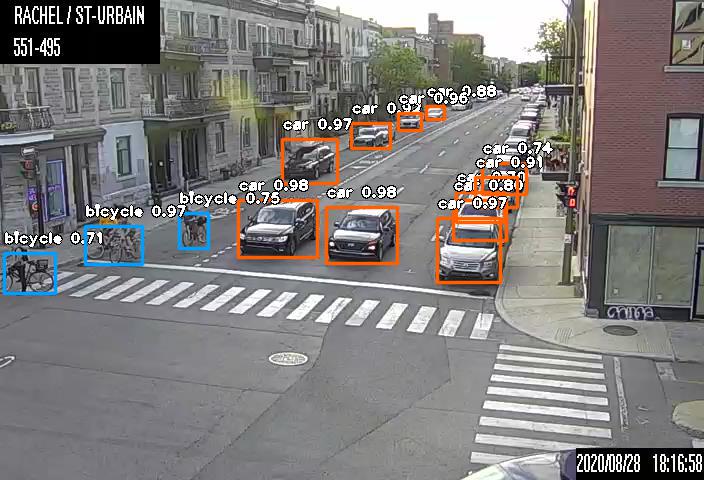 RACHEL / ST-URBAIN
551-495
car 0.88
car 0.96
car 0.92
car 0.97
car 0.74
car 0.91
car 0.80
car 0.98
car 0.98
bicycle 0.75
car 0.97
bicycle 0.97
bicycle 0.71
2020/08/28 18:16:58